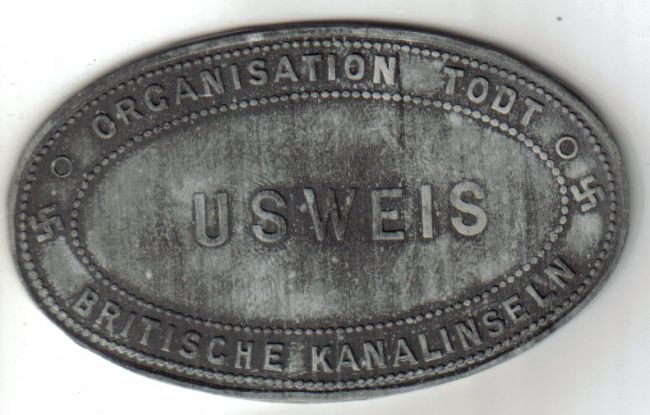 ORGANISATION TODT
USWEIS
BRITISCHE KANALINSELN